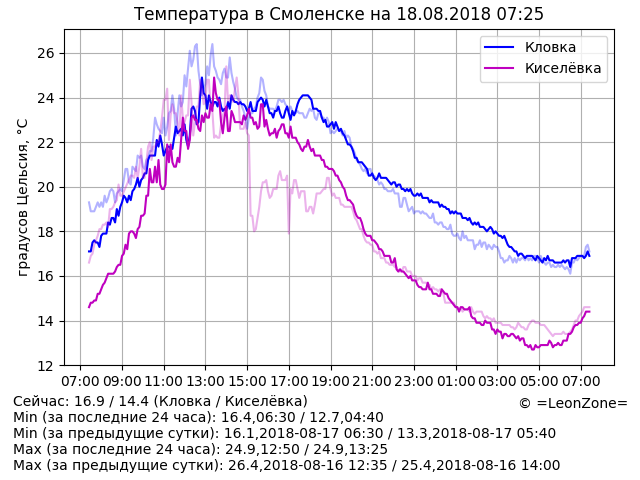 Температура в Смоленске на 18.08.2018 07:25
Кловка
Киселёвка
градусов Цельсия, °C
26
24
22
20
18
16
14
12
07:00 09:00 11:00 13:00 15:00 17:00 19:00 21:00 23:00 01:00 03:00 05:00 07:00
Сейчас: 16.9 / 14.4 (Кловка / Киселёвка)
© =LeonZone=
Min (за последние 24 часа): 16.4,06:30 / 12.7,04:40
Min (за предыдущие сутки): 16.1,2018-08-17 06:30 / 13.3,2018-08-17 05:40
Max (за последние 24 часа): 24.9,12:50 / 24.9,13:25
Max (за предыдущие сутки): 26.4,2018-08-16 12:35 / 25.4,2018-08-16 14:00